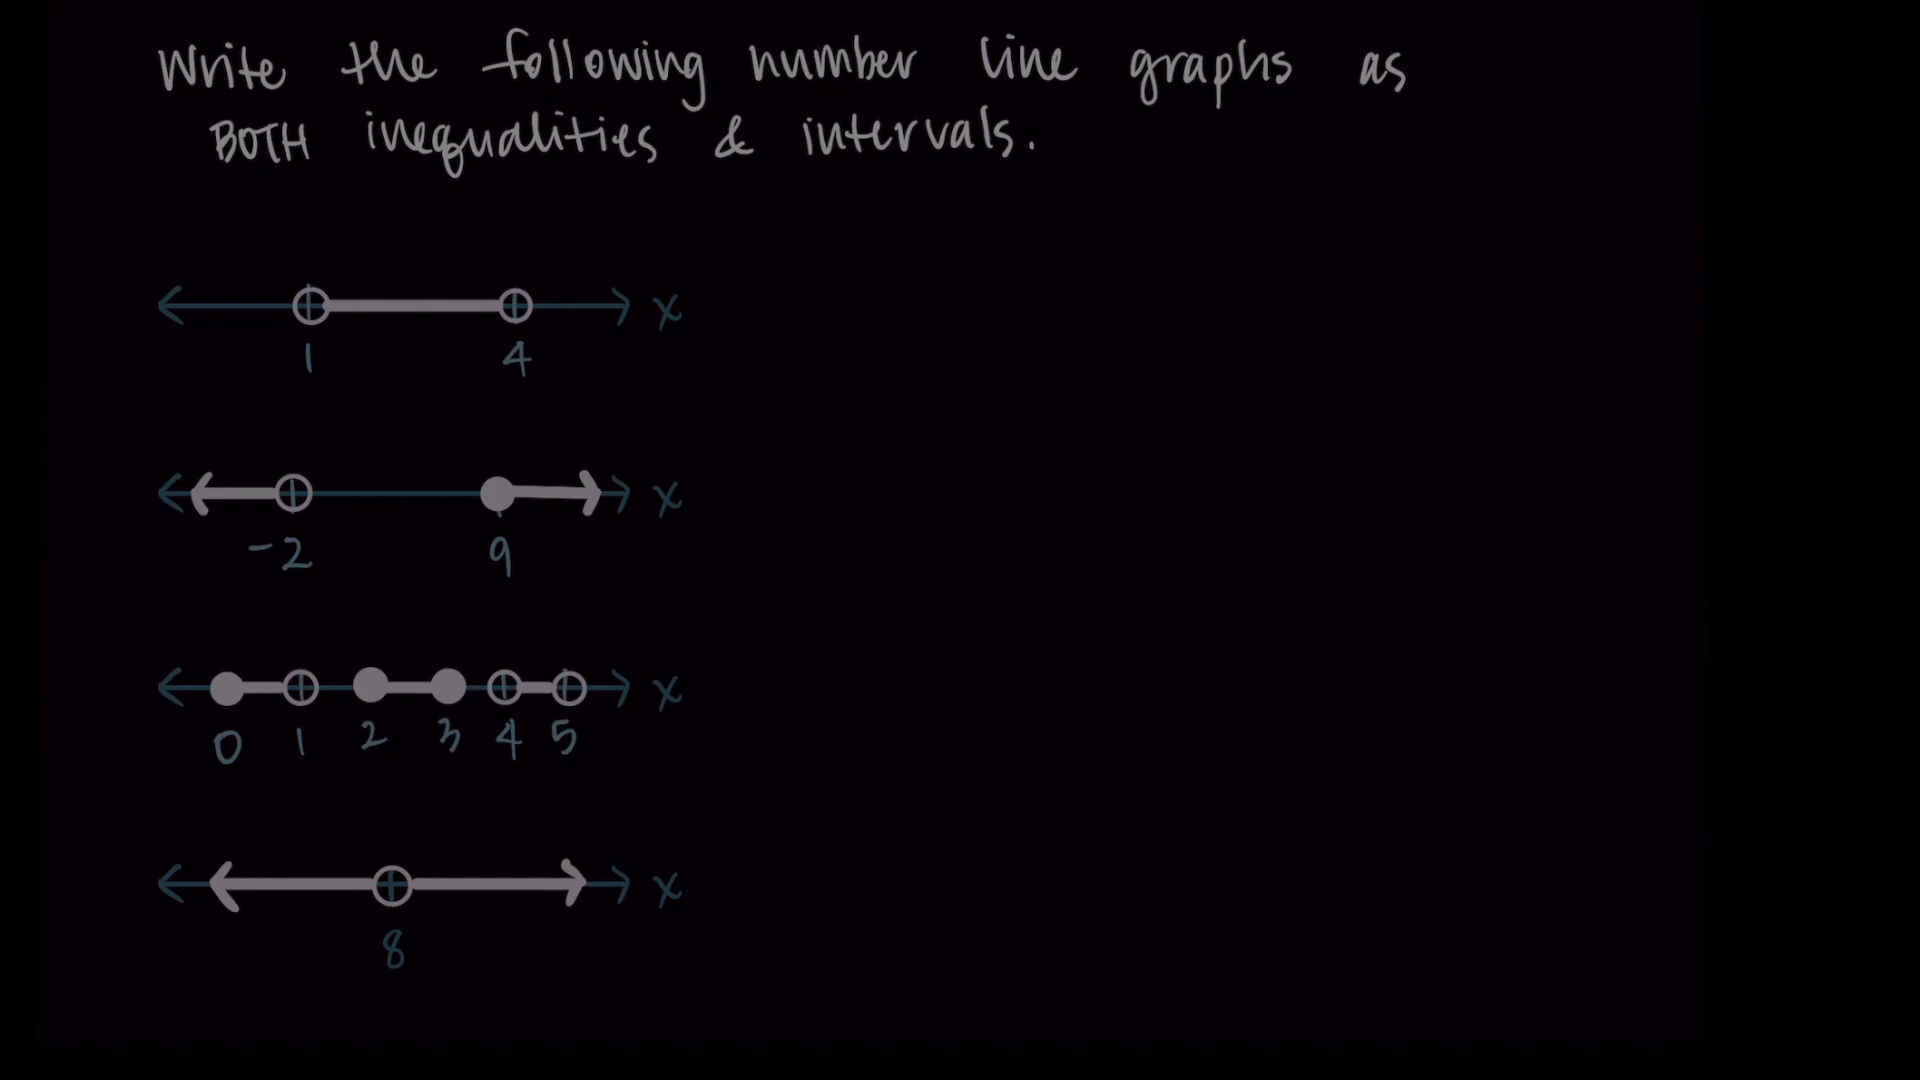 Write the following number line graphs as
BOTH inequalities & intervals.
x
1 4
x
-2 9
x
0 1 2 3 4 5
x
8